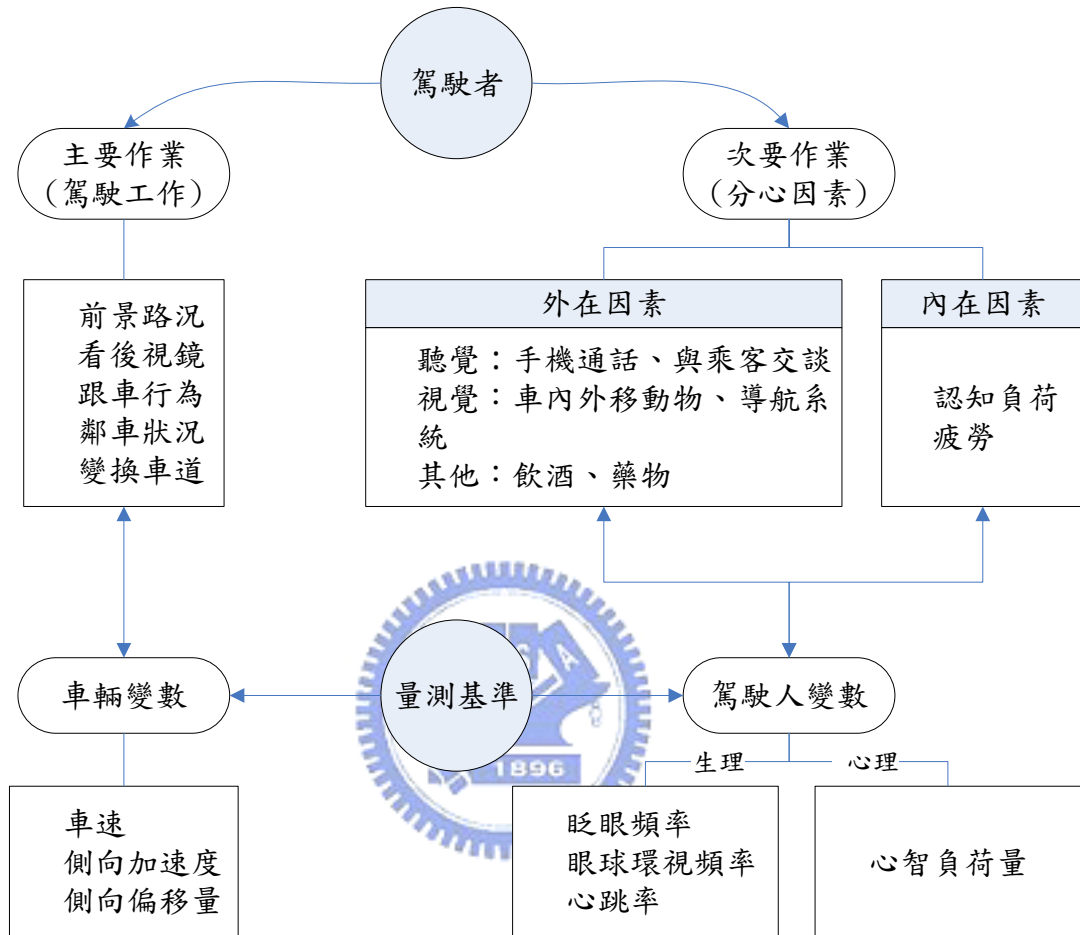 駕駛者
主要作業
(駕駛工作)
次要作業
(分心因素)
前景路況
看後視鏡
跟車行為
鄰車狀況
變換車道
外在因素
聽覺：手機通話、與乘客交談
視覺：車內外移動物、導航系
統
其他：飲酒、藥物
內在因素
認知負荷
疲勞
車輛變數
量測基準
駕駛人變數
1896
生理
心理
車速
側向加速度
側向偏移量
眨眼頻率
眼球環視頻率
心跳率
心智負荷量